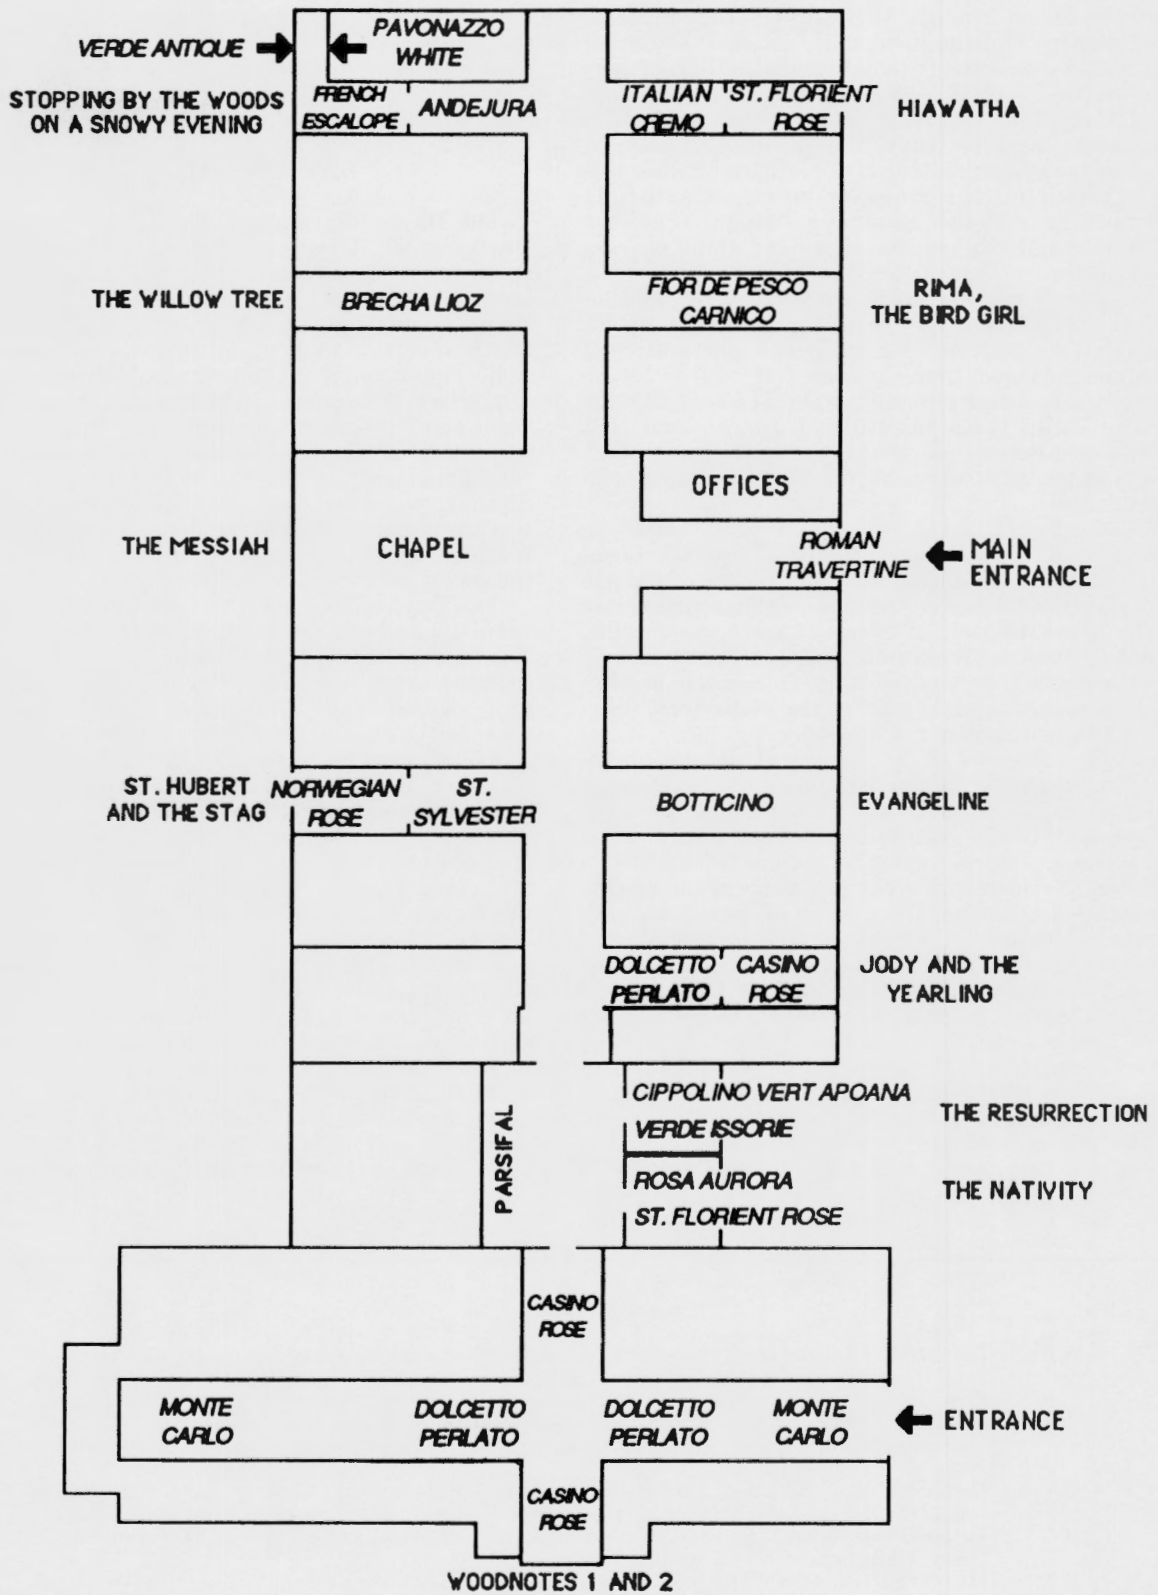 VERDE ANTIQUE
PAVONAZZO
WHITE
STOPPING BY THE WOODS
ON A SNOWY EVENING
FRENCH
ESCALOPE
ANDEJURA
ITALIAN
CREMO
ST. FLORIENT
ROSE
HIAWATHA
THE WILLOW TREE
BRECHA LIOZ
FIOR DE PESCO
CARNICO
RIMA,
THE BIRD GIRL
OFFICES
THE MESSIAH
CHAPEL
ROMAN
TRAVERTINE
MAIN
ENTRANCE
ST. HUBERT
AND THE STAG
NORWEGIAN
ROSE
ST.
SYLVESTER
BOTTICINO
EVANGELINE
DOLCETTO
PERLATO
CASINO
ROSE
JODY AND THE
YEARLING
PARSIFAL
CIPPOLINO VERT APOANA
VERDE ISSORIE
THE RESURRECTION
ROSA AURORA
ST. FLORIENT ROSE
THE NATIVITY
CASINO
ROSE
MONTE
CARLO
DOLCETTO
PERLATO
DOLCETTO
PERLATO
MONTE
CARLO
ENTRANCE
CASINO
ROSE
WOODNOTES 1 AND 2